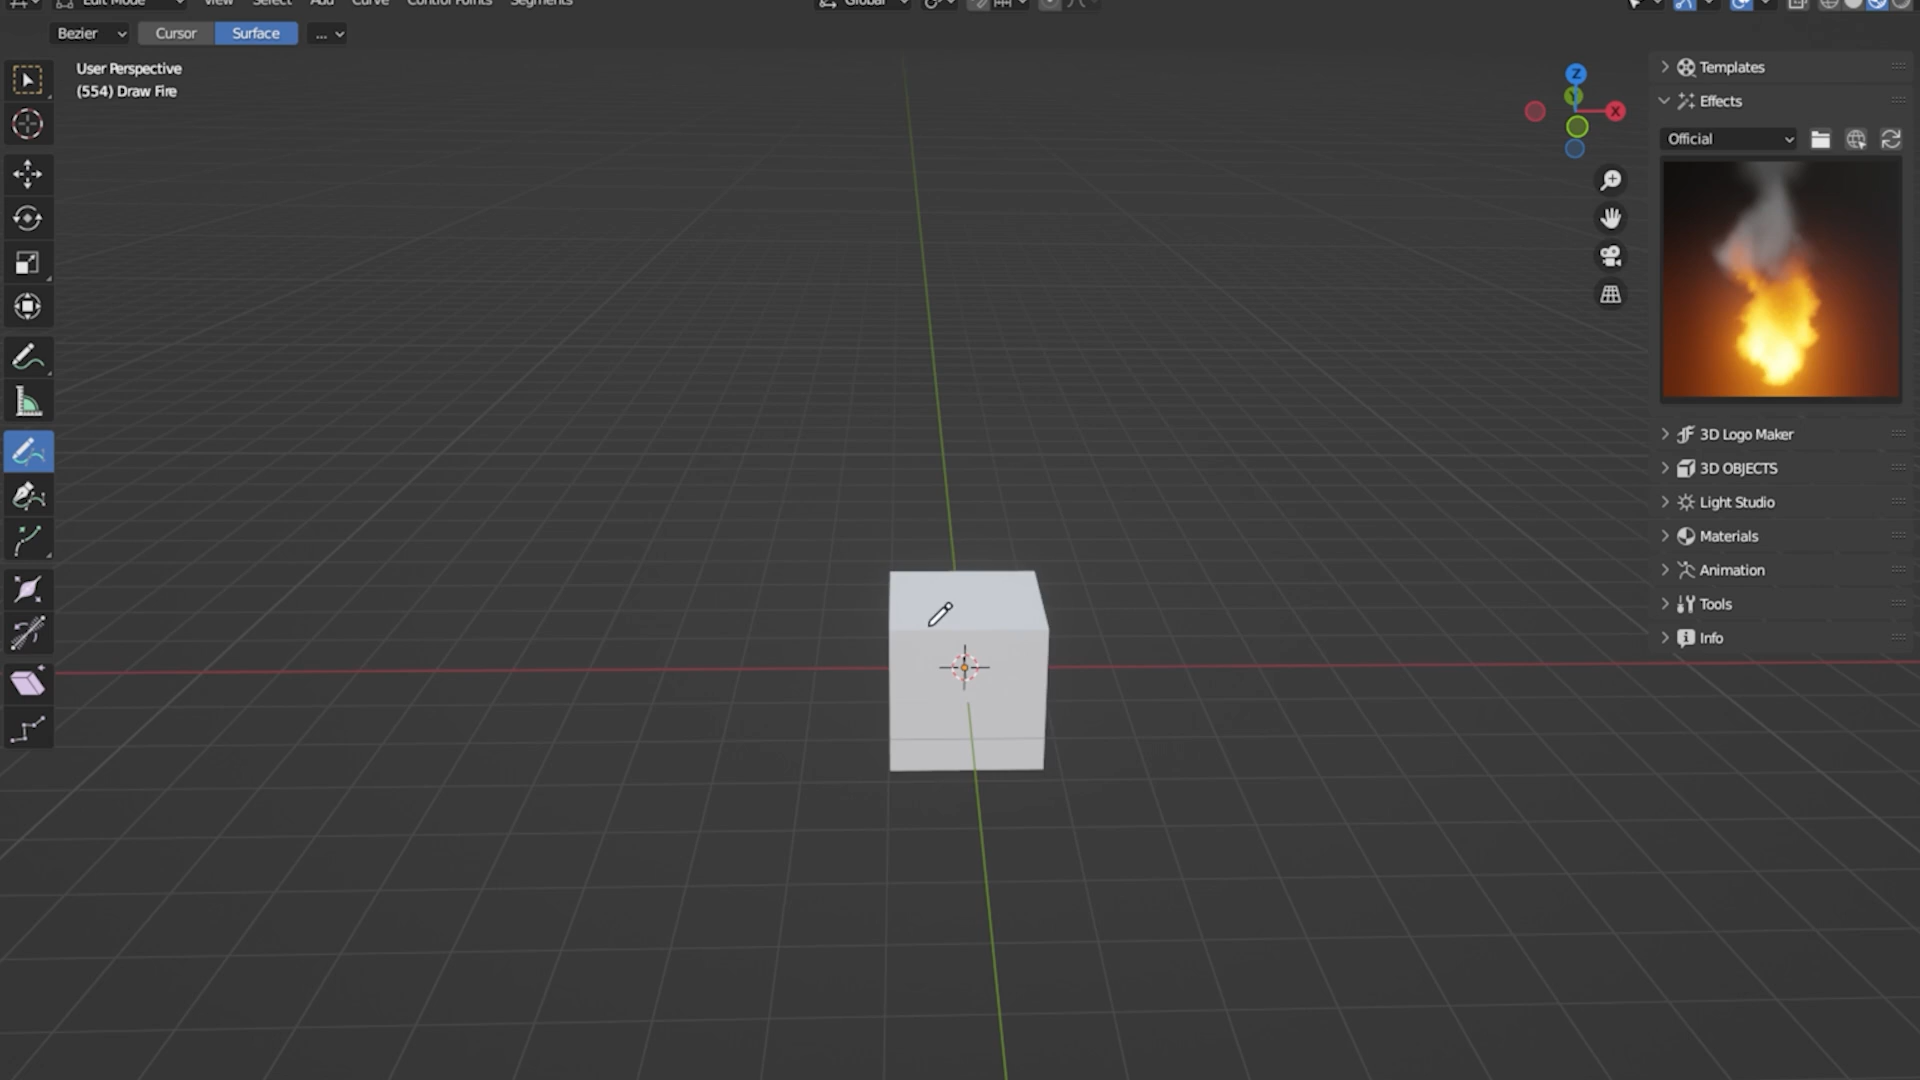 Edit Mode View Select Add Curve Control Points Segments Global
Bezier Cursor Surface ...
User Perspective
(554) Draw Fire
Z
Y
X
Templates
Effects
Official
3D Logo Maker
3D OBJECTS
Light Studio
Materials
Animation
Tools
Info